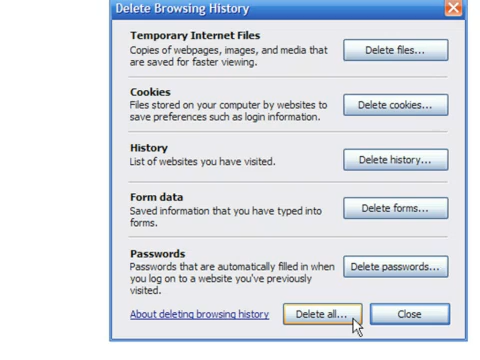 Delete Browsing History
Temporary Internet Files
Copies of webpages, images, and media that
are saved for faster viewing.
Delete files...
Cookies
Files stored on your computer by websites to
save preferences such as login information.
Delete cookies...
History
List of websites you have visited.
Delete history...
Form data
Saved information that you have typed into
forms.
Delete forms...
Passwords
Passwords that are automatically filled in when
you log on to a website you've previously
visited.
Delete passwords...
About deleting browsing history
Delete all...
Close